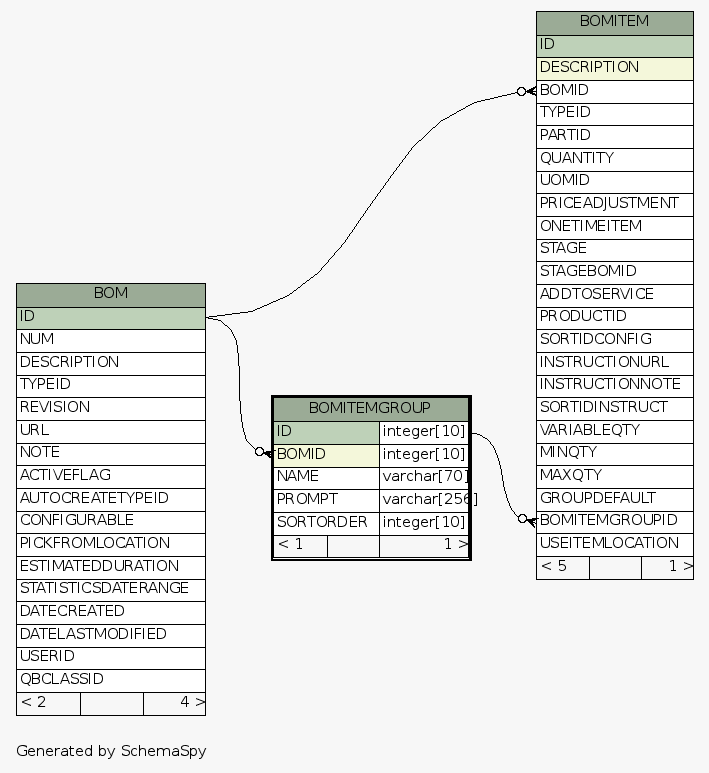 BOMITEM
ID
DESCRIPTION
BOMID
TYPEID
PARTID
QUANTITY
UOMID
PRICEADJUSTMENT
ONETIMEITEM
STAGE
STAGEBOMID
ADDTOSERVICE
PRODUCTID
SORTIDCONFIG
INSTRUCTIONURL
INSTRUCTIONNOTE
SORTIDINSTRUCT
VARIABLEQTY
MINQTY
MAXQTY
GROUPDEFAULT
BOMITEMGROUPID
USEITEMLOCATION
< 5 1 >
BOM
ID
NUM
DESCRIPTION
TYPEID
REVISION
URL
NOTE
ACTIVEFLAG
AUTOCREATETYPEID
CONFIGURABLE
PICKFROMLOCATION
ESTIMATEDDURATION
STATISTICSDATERANGE
DATECREATED
DATELASTMODIFIED
USERID
QBCLASSID
< 2 4 >
BOMITEMGROUP
ID integer[10]
BOMID integer[10]
NAME varchar[70]
PROMPT varchar[256]
SORTORDER integer[10]
< 1 1 >
Generated by SchemaSpy